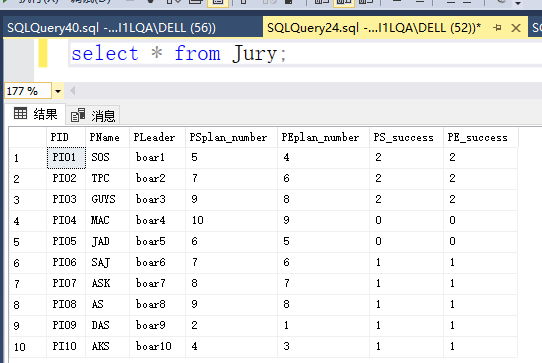 SQLQuery40.sql -...I1LQA\DELL (56)) SQLQuery24.sql -...I1LQA\DELL (52))*
select * from Jury;
177 %
结果 消息
PID PName PLeader PSplan_number PEplan_number PS_success PE_success
1 PI01 SOS boar1 5 4 2 2
2 PI02 TPC boar2 7 6 2 2
3 PI03 GUYS boar3 9 8 2 2
4 PI04 MAC boar4 10 9 0 0
5 PI05 JAD boar5 6 5 0 0
6 PI06 SAJ boar6 7 6 1 1
7 PI07 ASK boar7 8 7 1 1
8 PI08 AS boar8 9 8 1 1
9 PI09 DAS boar9 2 1 1 1
10 PI10 AKS boar10 4 3 1 1